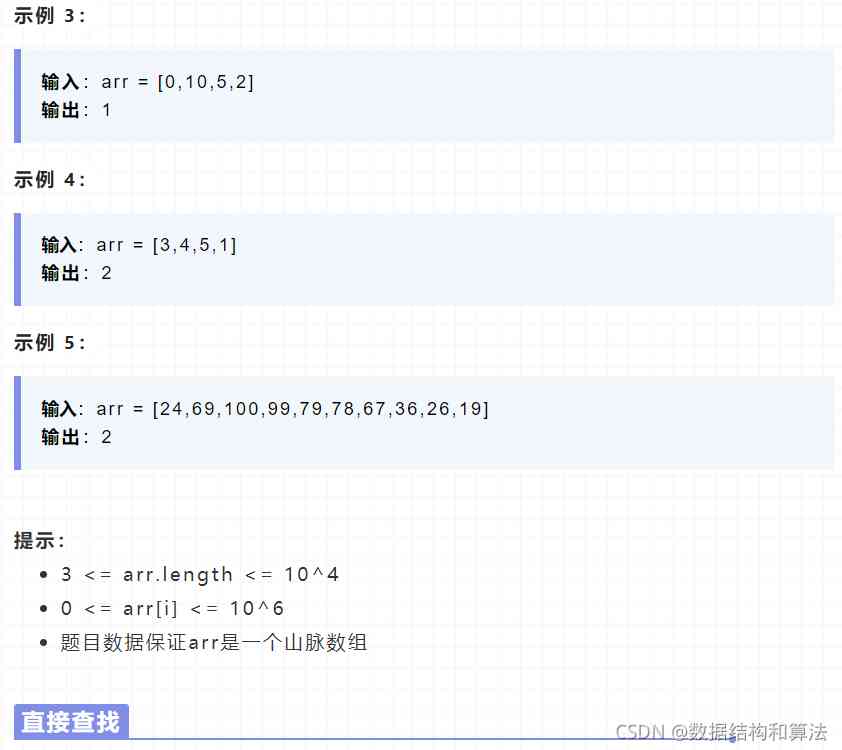 示例 3：
输入：arr = [0,10,5,2]
输出：1
示例 4：
输入：arr = [3,4,5,1]
输出：2
示例 5：
输入：arr = [24,69,100,99,79,78,67,36,26,19]
输出：2
提示：
3 <= arr.length <= 10^4
0 <= arr[i] <= 10^6
题目数据保证arr是一个山脉数组
直接查找
CSDN @数据结构和算法